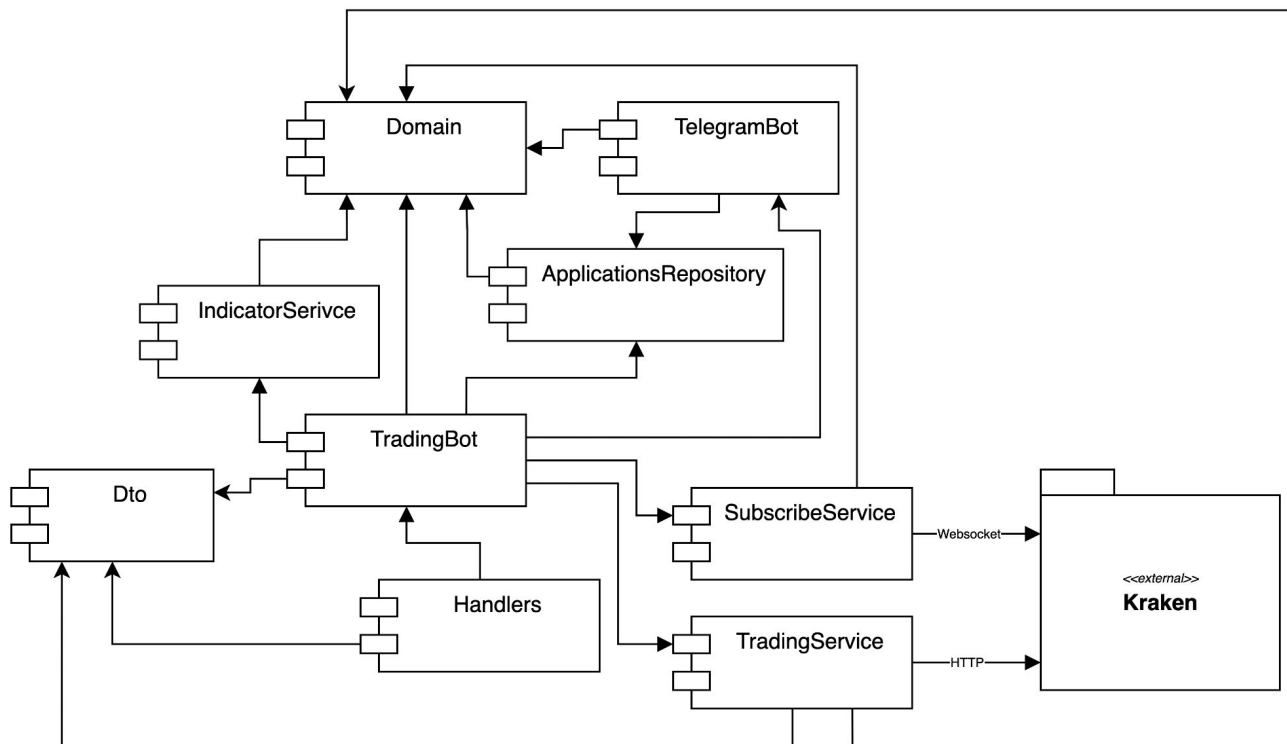 Domain
TelegramBot
ApplicationsRepository
IndicatorSerivce
TradingBot
Dto
SubscribeService
Websocket
<<external>>
Kraken
Handlers
TradingService
HTTP